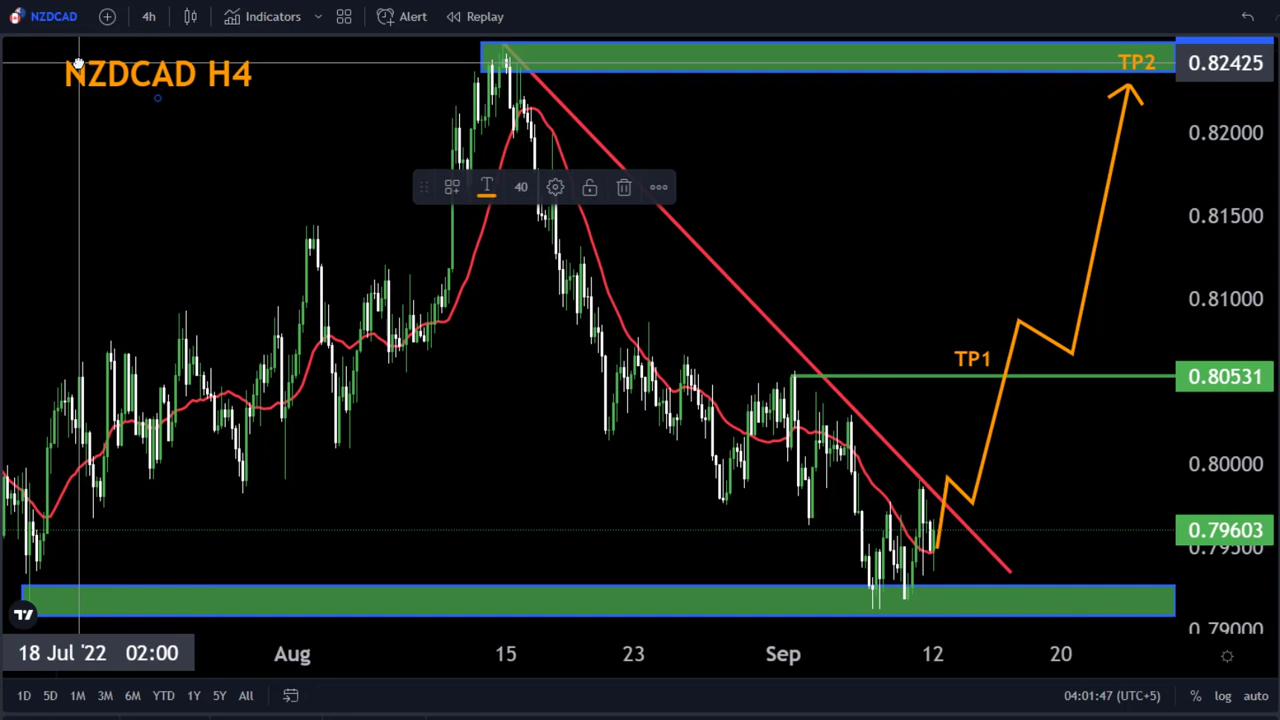 NZDCAD 4h Indicators Alert Replay
NZDCAD H4
TP2
0.82425
0.82000
T 40
0.81500
0.81000
TP1
0.80531
0.80000
0.79603
0.79500
0.79000
18 Jul '22 02:00 Aug 15 23 Sep 12 20
1D 5D 1M 3M 6M YTD 1Y 5Y All 04:01:47 (UTC+5) % log auto